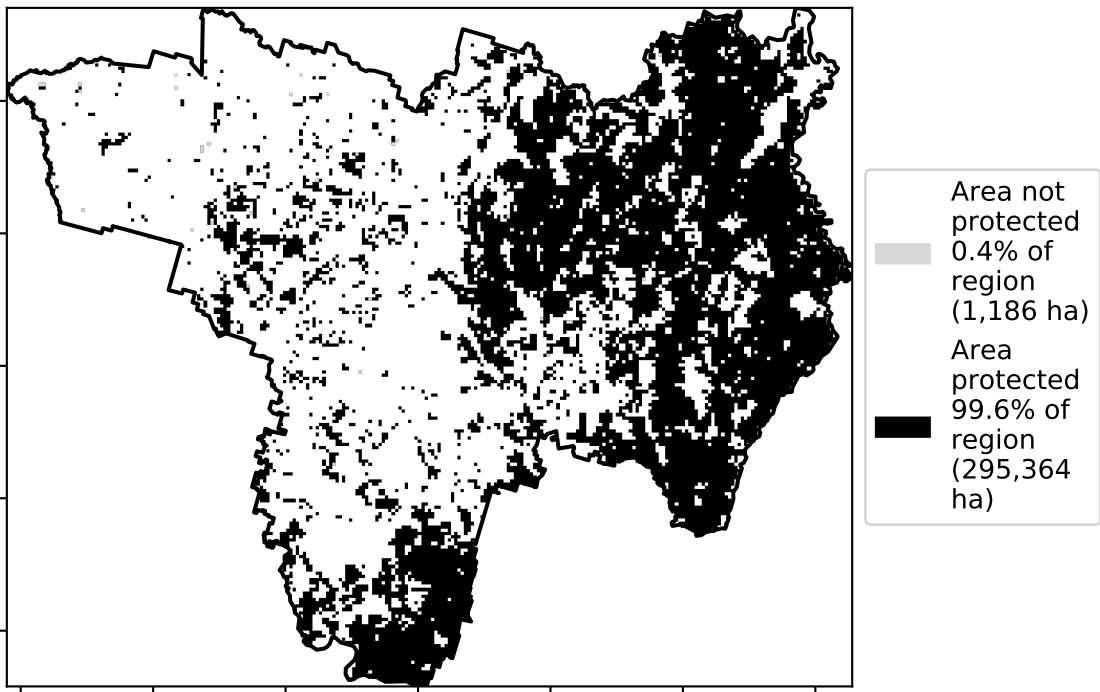 Area not
protected
0.4% of
region
(1,186 ha)
Area
protected
99.6% of
region
(295,364
ha)